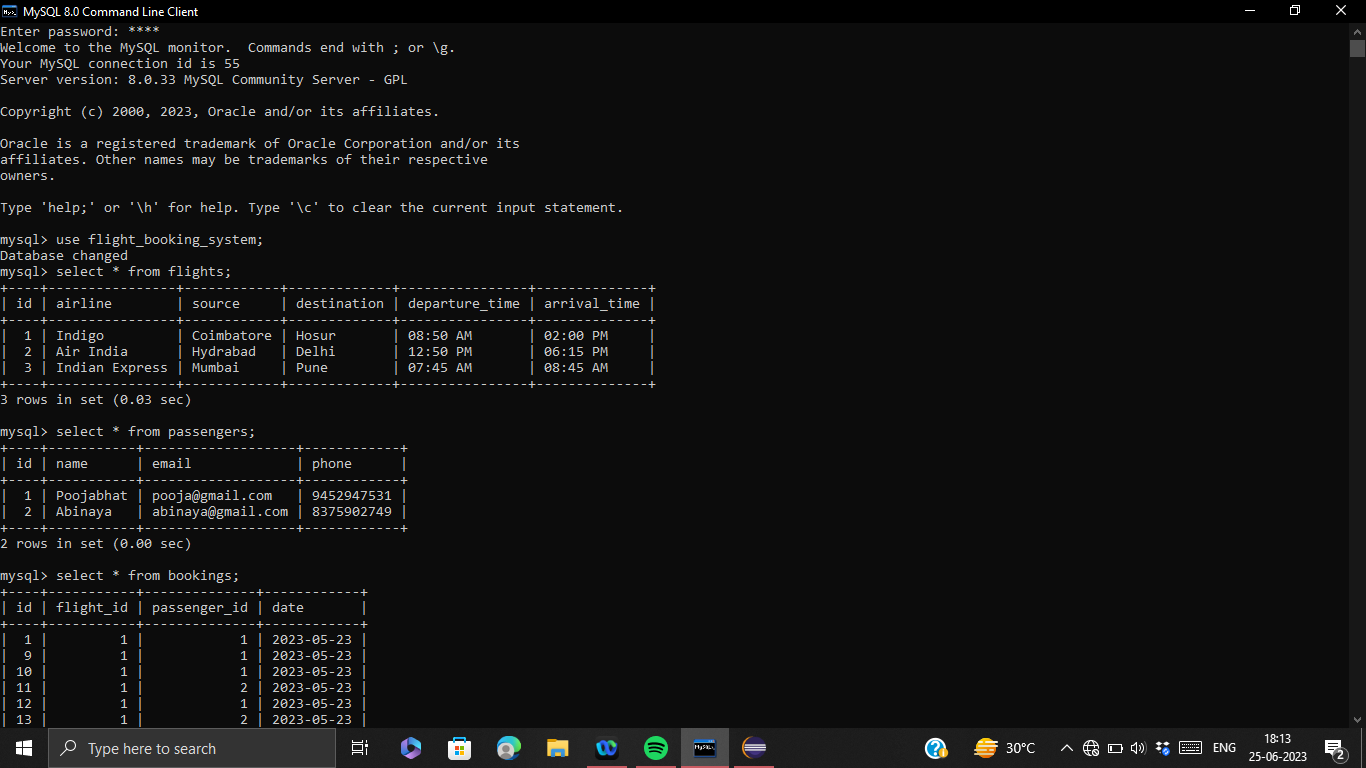 MySQL 8.0 Command Line Client
Enter password: ****
Welcome to the MySQL monitor.  Commands end with ; or \g.
Your MySQL connection id is 55
Server version: 8.0.33 MySQL Community Server - GPL
Copyright (c) 2000, 2023, Oracle and/or its affiliates.
Oracle is a registered trademark of Oracle Corporation and/or its
affiliates. Other names may be trademarks of their respective
owners.
Type 'help;' or '\h' for help. Type '\c' to clear the current input statement.
mysql> use flight_booking_system;
Database changed
mysql> select * from flights;
+----+----------------+------------+-------------+----------------+--------------+
| id | airline        | source     | destination | departure_time | arrival_time |
+----+----------------+------------+-------------+----------------+--------------+
|  1 | Indigo         | Coimbatore | Hosur       | 08:50 AM       | 02:00 PM     |
|  2 | Air India      | Hydrabad   | Delhi       | 12:50 PM       | 06:15 PM     |
|  3 | Indian Express | Mumbai     | Pune        | 07:45 AM       | 08:45 AM     |
+----+----------------+------------+-------------+----------------+--------------+
3 rows in set (0.03 sec)
mysql> select * from passengers;
+----+-----------+-------------------+------------+
| id | name      | email             | phone      |
+----+-----------+-------------------+------------+
|  1 | Poojabhat | pooja@gmail.com   | 9452947531 |
|  2 | Abinaya   | abinaya@gmail.com | 8375902749 |
+----+-----------+-------------------+------------+
2 rows in set (0.00 sec)
mysql> select * from bookings;
+----+-----------+--------------+------------+
| id | flight_id | passenger_id | date       |
+----+-----------+--------------+------------+
|  1 |         1 |            1 | 2023-05-23 |
|  9 |         1 |            1 | 2023-05-23 |
| 10 |         1 |            1 | 2023-05-23 |
| 11 |         1 |            2 | 2023-05-23 |
| 12 |         1 |            1 | 2023-05-23 |
| 13 |         1 |            2 | 2023-05-23 |
Type here to search
30°C
ENG
18:13
25-06-2023
2